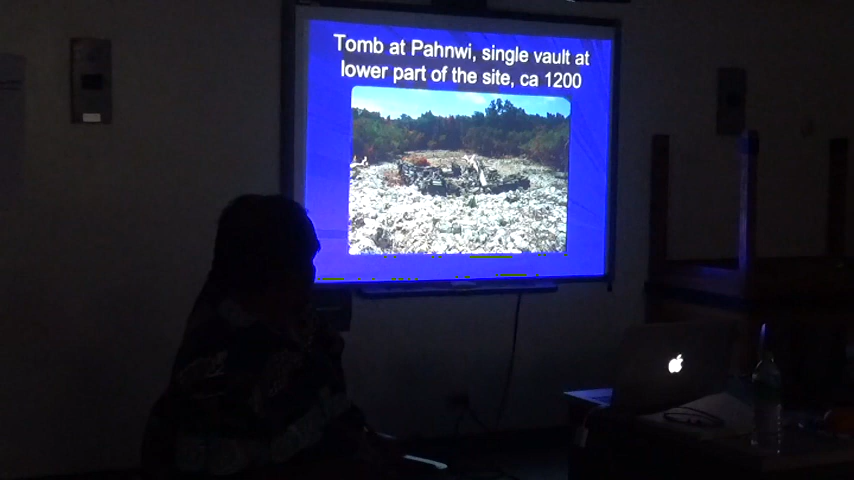 Tomb at Pahnwi, single vault at
lower part of the site, ca 1200